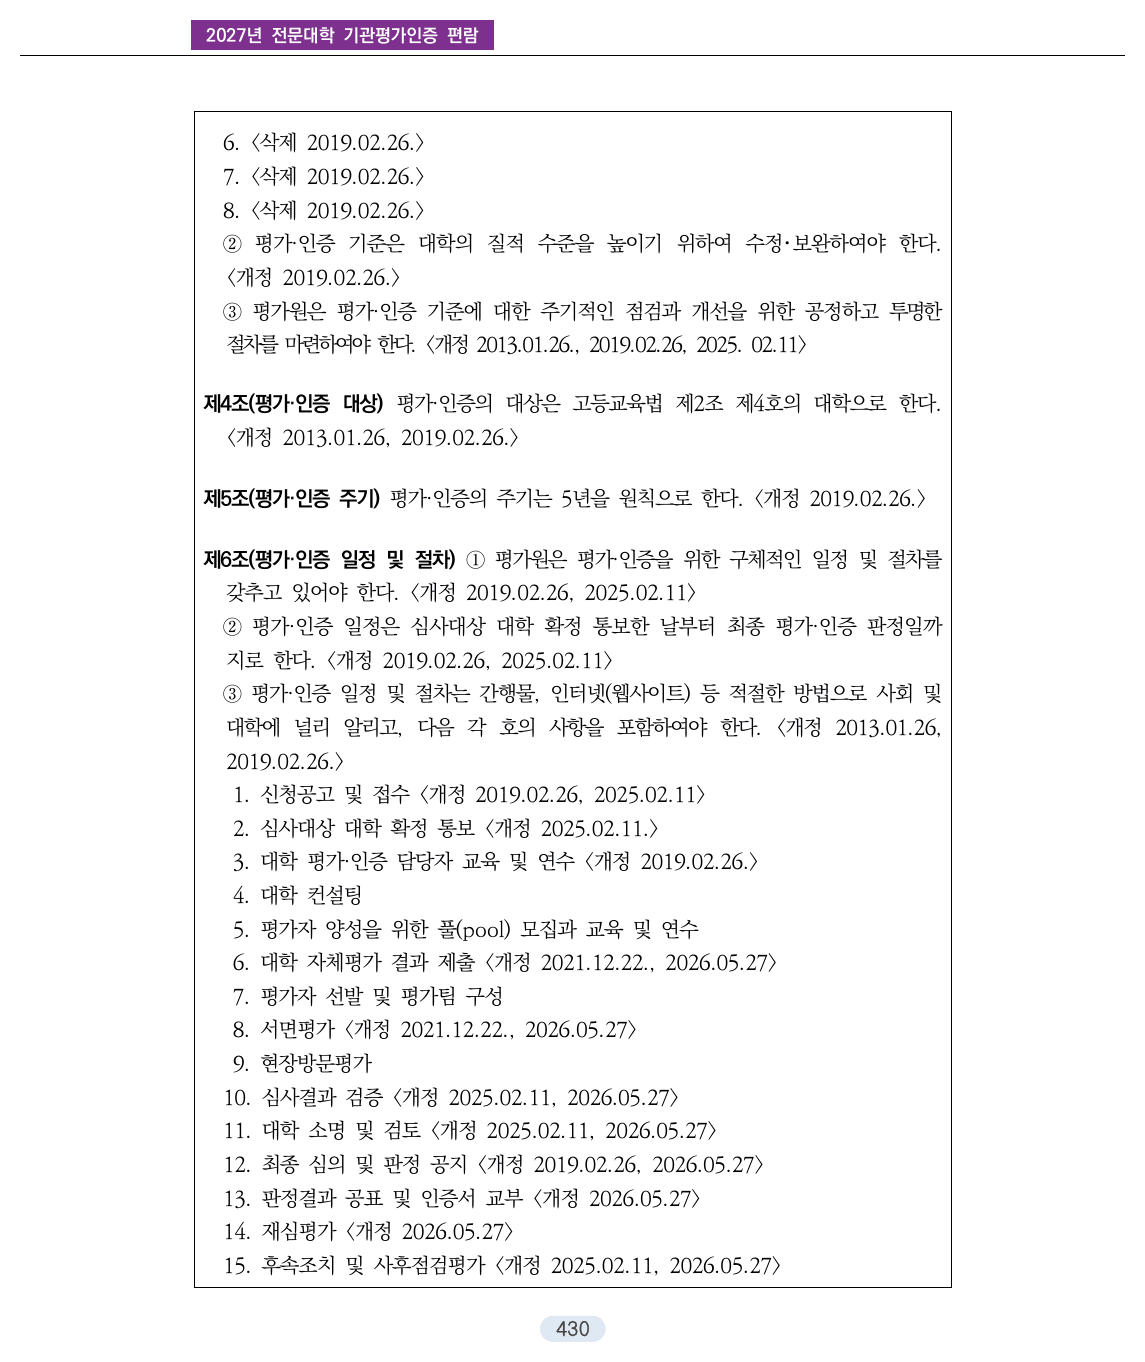 2027년 전문대학 기관평가인증 편람
6. 〈삭제 2019.02.26.〉
7. 〈삭제 2019.02.26.〉
8. 〈삭제 2019.02.26.〉
② 평가·인증 기준은 대학의 질적 수준을 높이기 위하여 수정·보완하여야 한다.
〈개정 2019.02.26.〉
③ 평가원은 평가·인증 기준에 대한 주기적인 점검과 개선을 위한 공정하고 투명한
절차를 마련하여야 한다. 〈개정 2013.01.26., 2019.02.26, 2025. 02.11〉
제4조(평가·인증 대상) 평가·인증의 대상은 고등교육법 제2조 제4호의 대학으로 한다.
〈개정 2013.01.26, 2019.02.26.〉
제5조(평가·인증 주기) 평가·인증의 주기는 5년을 원칙으로 한다. 〈개정 2019.02.26.〉
제6조(평가·인증 일정 및 절차) ① 평가원은 평가·인증을 위한 구체적인 일정 및 절차를
갖추고 있어야 한다. 〈개정 2019.02.26, 2025.02.11〉
② 평가·인증 일정은 심사대상 대학 확정 통보한 날부터 최종 평가·인증 판정일까
지로 한다. 〈개정 2019.02.26, 2025.02.11〉
③ 평가·인증 일정 및 절차는 간행물, 인터넷(웹사이트) 등 적절한 방법으로 사회 및
대학에 널리 알리고, 다음 각 호의 사항을 포함하여야 한다. 〈개정 2013.01.26,
2019.02.26.〉
1. 신청공고 및 접수 〈개정 2019.02.26, 2025.02.11〉
2. 심사대상 대학 확정 통보 〈개정 2025.02.11.〉
3. 대학 평가·인증 담당자 교육 및 연수 〈개정 2019.02.26.〉
4. 대학 컨설팅
5. 평가자 양성을 위한 풀(pool) 모집과 교육 및 연수
6. 대학 자체평가 결과 제출 〈개정 2021.12.22., 2026.05.27〉
7. 평가자 선발 및 평가팀 구성
8. 서면평가 〈개정 2021.12.22., 2026.05.27〉
9. 현장방문평가
10. 심사결과 검증 〈개정 2025.02.11, 2026.05.27〉
11. 대학 소명 및 검토 〈개정 2025.02.11, 2026.05.27〉
12. 최종 심의 및 판정 공지 〈개정 2019.02.26, 2026.05.27〉
13. 판정결과 공표 및 인증서 교부 〈개정 2026.05.27〉
14. 재심평가 〈개정 2026.05.27〉
15. 후속조치 및 사후점검평가 〈개정 2025.02.11, 2026.05.27〉
430